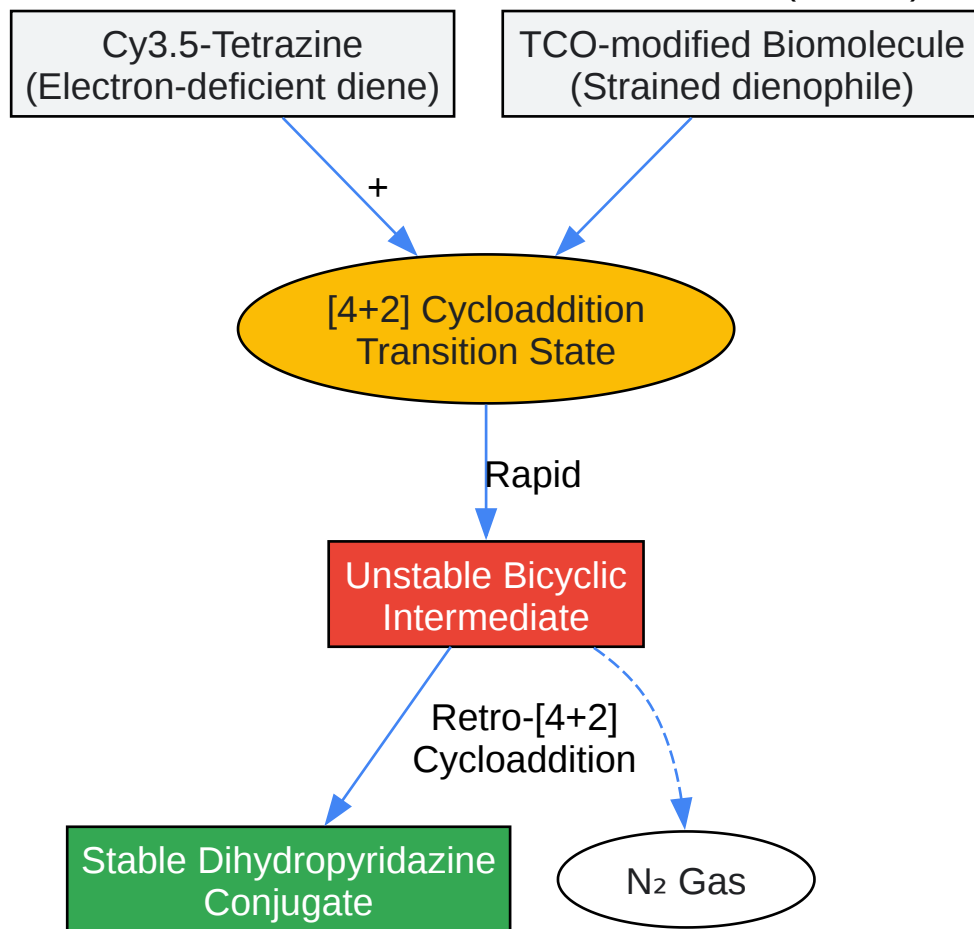 Cy3.5-Tetrazine
(Electron-deficient diene)
TCO-modified Biomolecule
(Strained dienophile)
+
[4+2] Cycloaddition
Transition State
Rapid
Unstable Bicyclic
Intermediate
Retro-[4+2]
Cycloaddition
Stable Dihydropyridazine
Conjugate
N₂ Gas